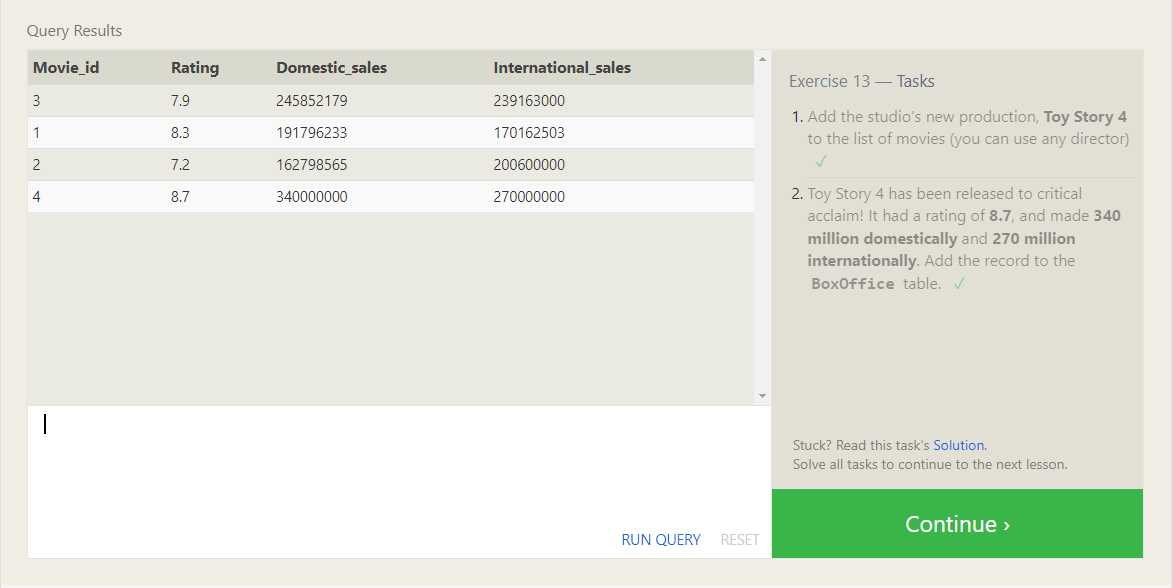 Query Results
Movie_id Rating Domestic_sales International_sales
3 7.9 245852179 239163000
1 8.3 191796233 170162503
2 7.2 162798565 200600000
4 8.7 340000000 270000000
RUN QUERY RESET
Exercise 13 — Tasks
1. Add the studio's new production, Toy Story 4
to the list of movies (you can use any director)
✓
2. Toy Story 4 has been released to critical
acclaim! It had a rating of 8.7, and made 340
million domestically and 270 million
internationally. Add the record to the
BoxOffice table. ✓
Stuck? Read this task's Solution.
Solve all tasks to continue to the next lesson.
Continue ›